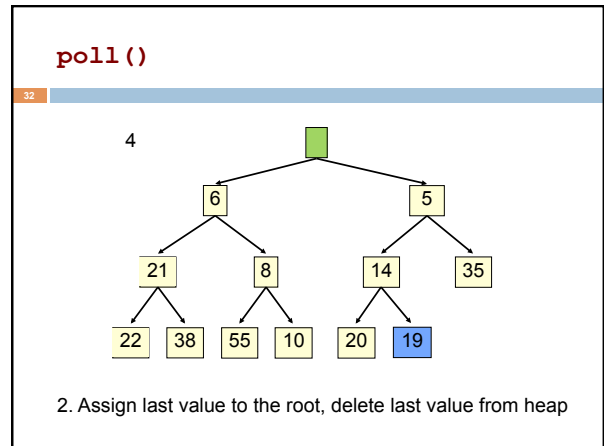 poll()
32
4
6 5
21 8 14 35
22 38 55 10 20 19
2. Assign last value to the root, delete last value from heap